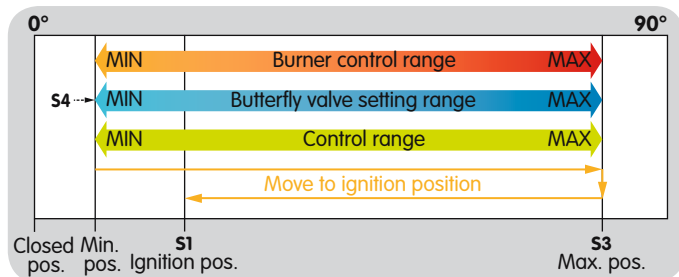 0° 90°
MIN Burner control range MAX
S4 MIN Butterfly valve setting range MAX
MIN Control range MAX
Move to ignition position
Closed Min. S1 S3
pos. pos. Ignition pos. Max. pos.